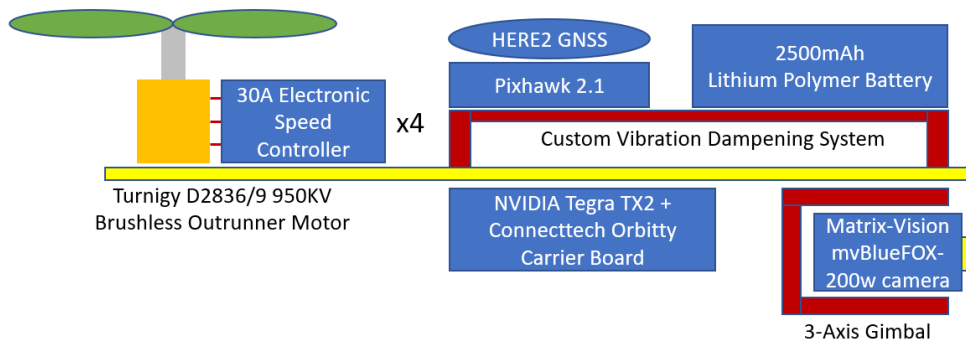 HERE2 GNSS
2500mAh
Lithium Polymer Battery
Pixhawk 2.1
30A Electronic
Speed
Controller
x4
Custom Vibration Dampening System
Turnigy D2836/9 950KV
Brushless Outrunner Motor
NVIDIA Tegra TX2 +
Connecttech Orbitty
Carrier Board
Matrix-Vision
mvBlueFOX-
200w camera
3-Axis Gimbal